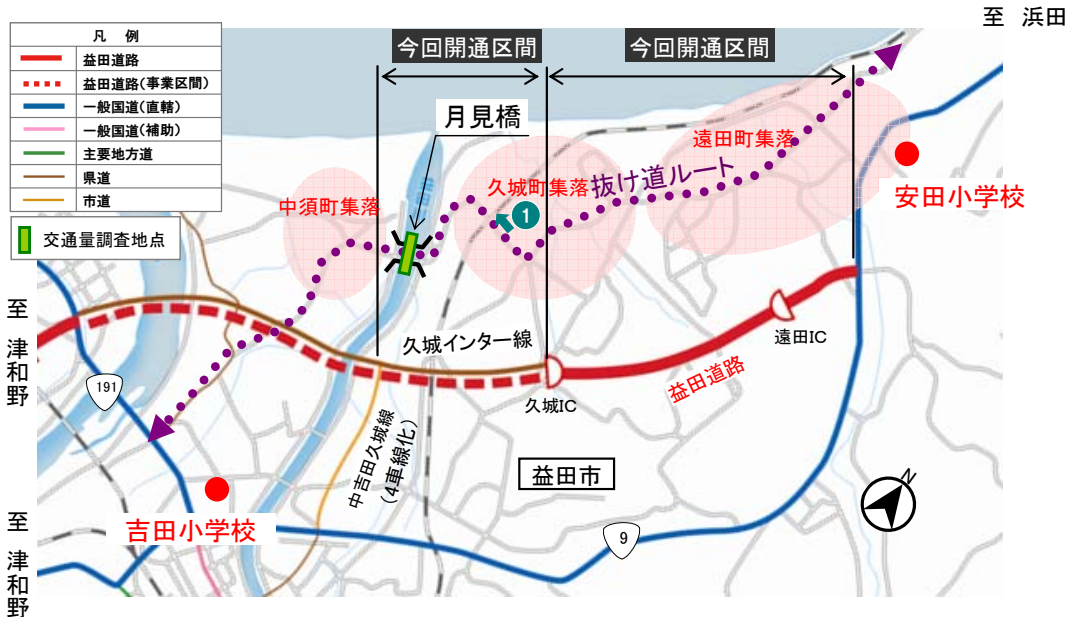 至 浜田
凡 例
益田道路
益田道路(事業区間)
一般国道(直轄)
一般国道(補助)
主要地方道
県道
市道
交通量調査地点
今回開通区間
今回開通区間
月見橋
中須町集落
久城町集落
抜け道ルート
遠田町集落
1
安田小学校
至 津和野
191
久城インター線
久城IC
益田道路
遠田IC
中吉田久城線
(4車線化)
益田市
N
吉田小学校
9
至 津和野